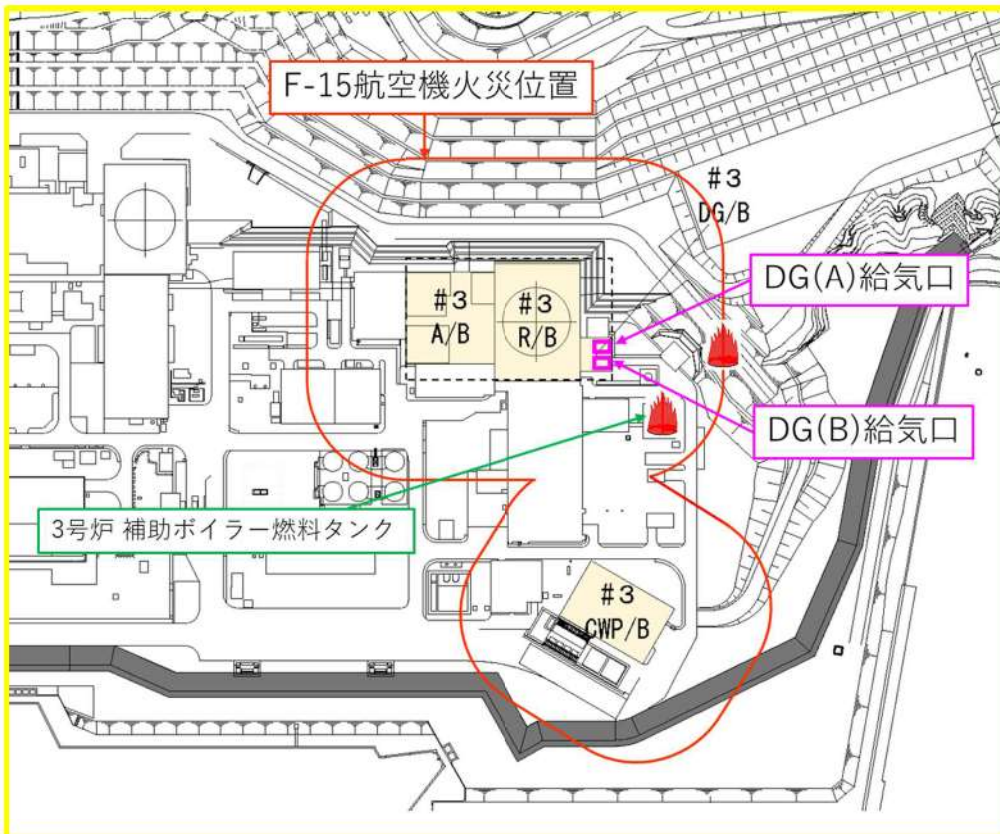 F-15航空機火災位置
#3
DG/B
DG(A)給気口
#3
A/B
#3
R/B
DG(B)給気口
3号炉 補助ボイラー燃料タンク
#3
CWP/B